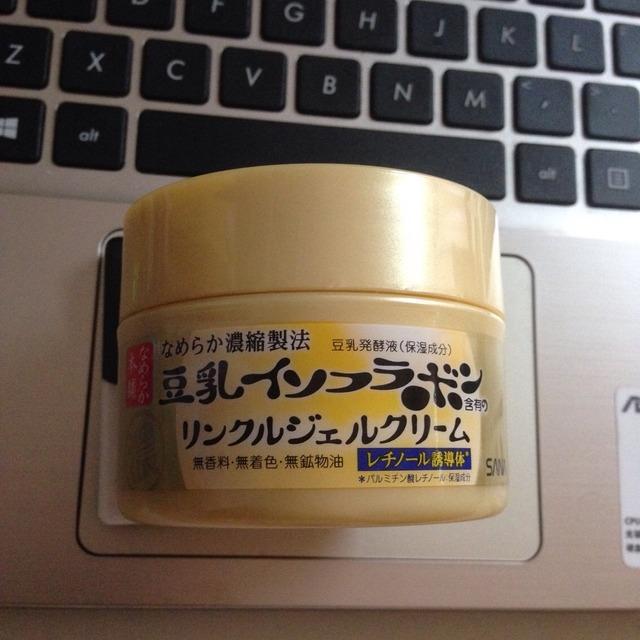 D
F
G
H
J
K
L
Z
X
C
V
B
N
M
<
,
>
.
alt
alt
なめらか本舗
なめらか濃縮製法
豆乳発酵液(保湿成分)
豆乳イソフラボン含有の
リンクルジェルクリーム
無香料・無着色・無鉱物油
レチノール誘導体*
*パルミチン酸レチノール:保湿成分
SANA